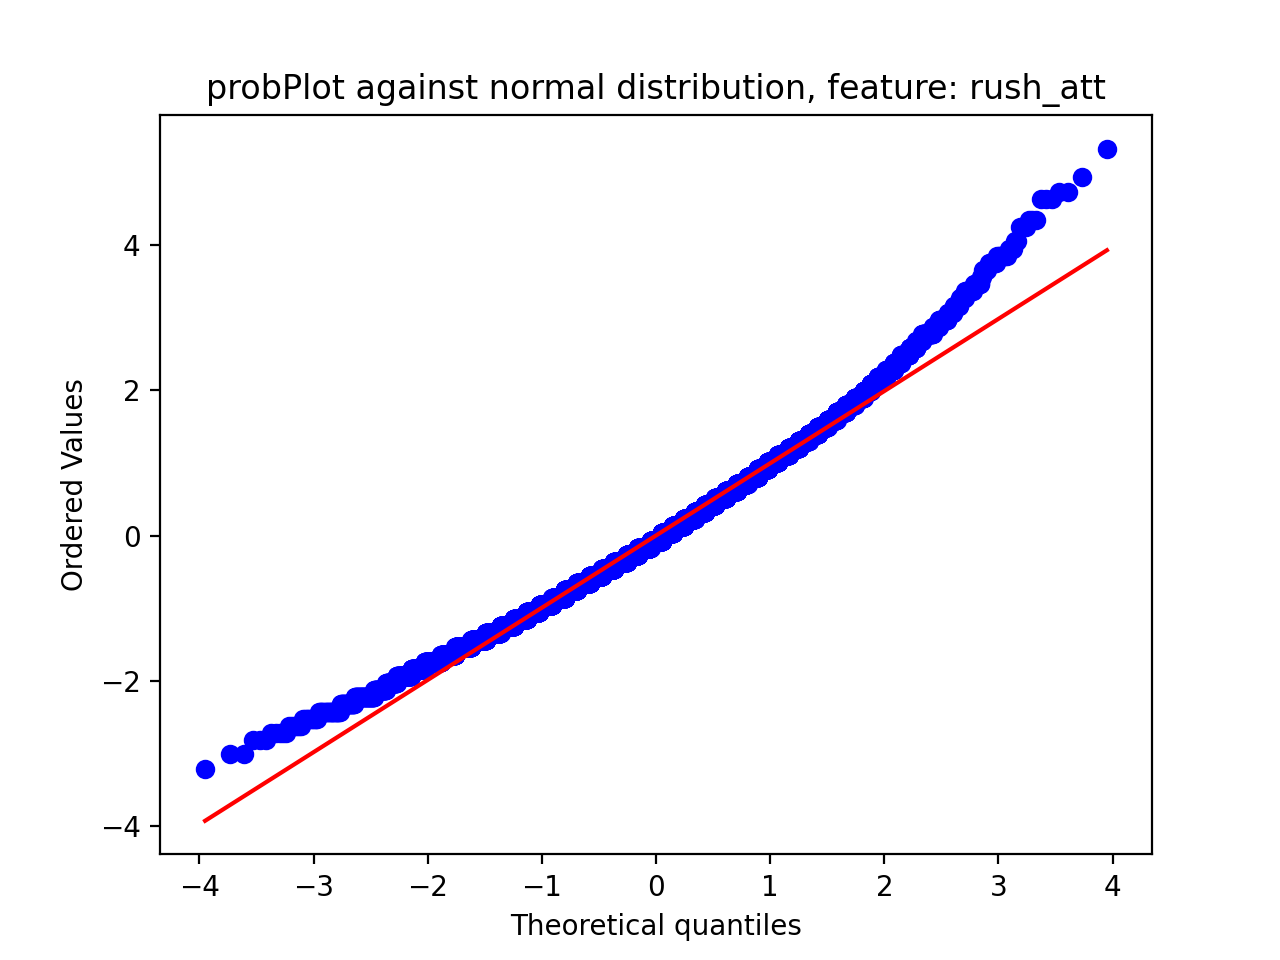 probPlot against normal distribution, feature: rush_att
Ordered Values
4
2
0
−2
−4
−4 −3 −2 −1 0 1 2 3 4
Theoretical quantiles